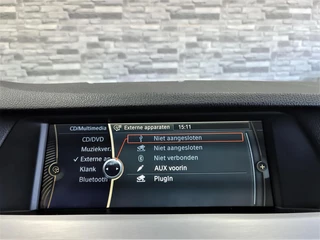 CD/Multimedia
Externe apparaten
15:11
CD/DVD
Muziekver.
Externe ap
Klank
Bluetooth
Niet aangesloten
Niet aangesloten
Niet verbonden
AUX voorin
PlugIn